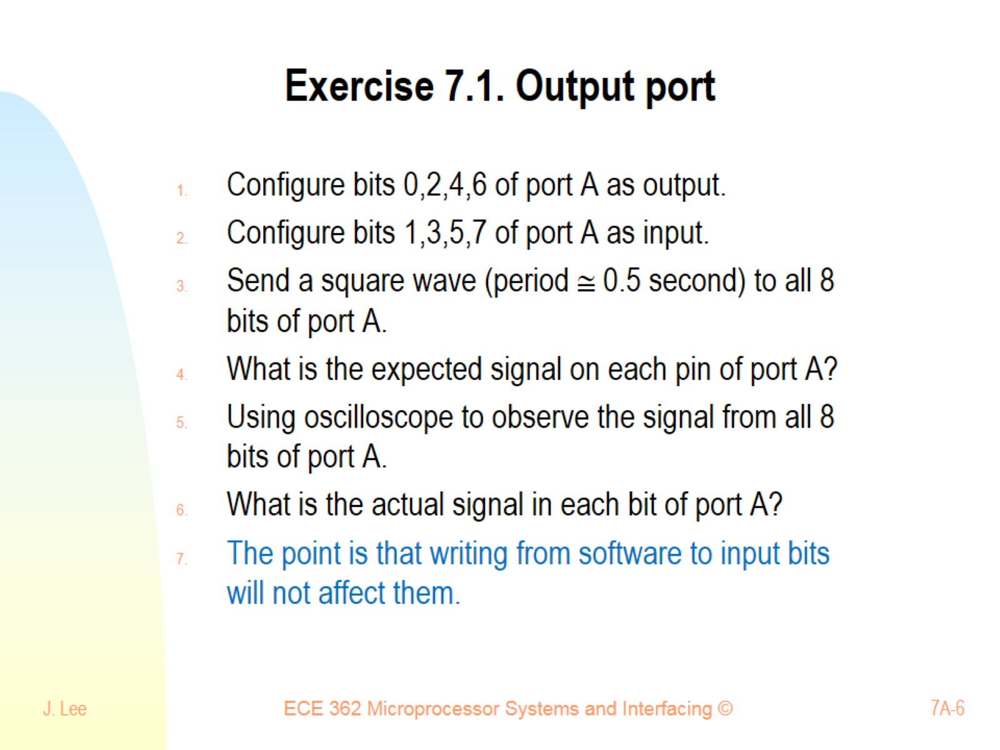 Exercise 7.1. Output port
1. Configure bits 0,2,4,6 of port A as output.
2. Configure bits 1,3,5,7 of port A as input.
3. Send a square wave (period ≅ 0.5 second) to all 8
bits of port A.
4. What is the expected signal on each pin of port A?
5. Using oscilloscope to observe the signal from all 8
bits of port A.
6. What is the actual signal in each bit of port A?
7. The point is that writing from software to input bits
will not affect them.
J. Lee
ECE 362 Microprocessor Systems and Interfacing ©
7A-6